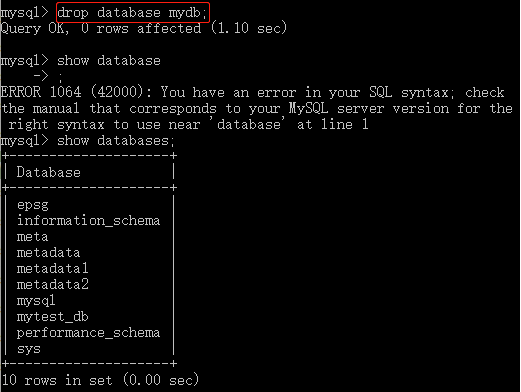 mysql> drop database mydb;
Query OK, 0 rows affected (1.10 sec)
mysql> show database
    -> ;
ERROR 1064 (42000): You have an error in your SQL syntax; check
the manual that corresponds to your MySQL server version for the
 right syntax to use near 'database' at line 1
mysql> show databases;
+--------------------+
| Database           |
+--------------------+
| epsg               |
| information_schema |
| meta               |
| metadata           |
| metadata1          |
| metadata2          |
| mysql              |
| mytest_db          |
| performance_schema |
| sys                |
+--------------------+
10 rows in set (0.00 sec)